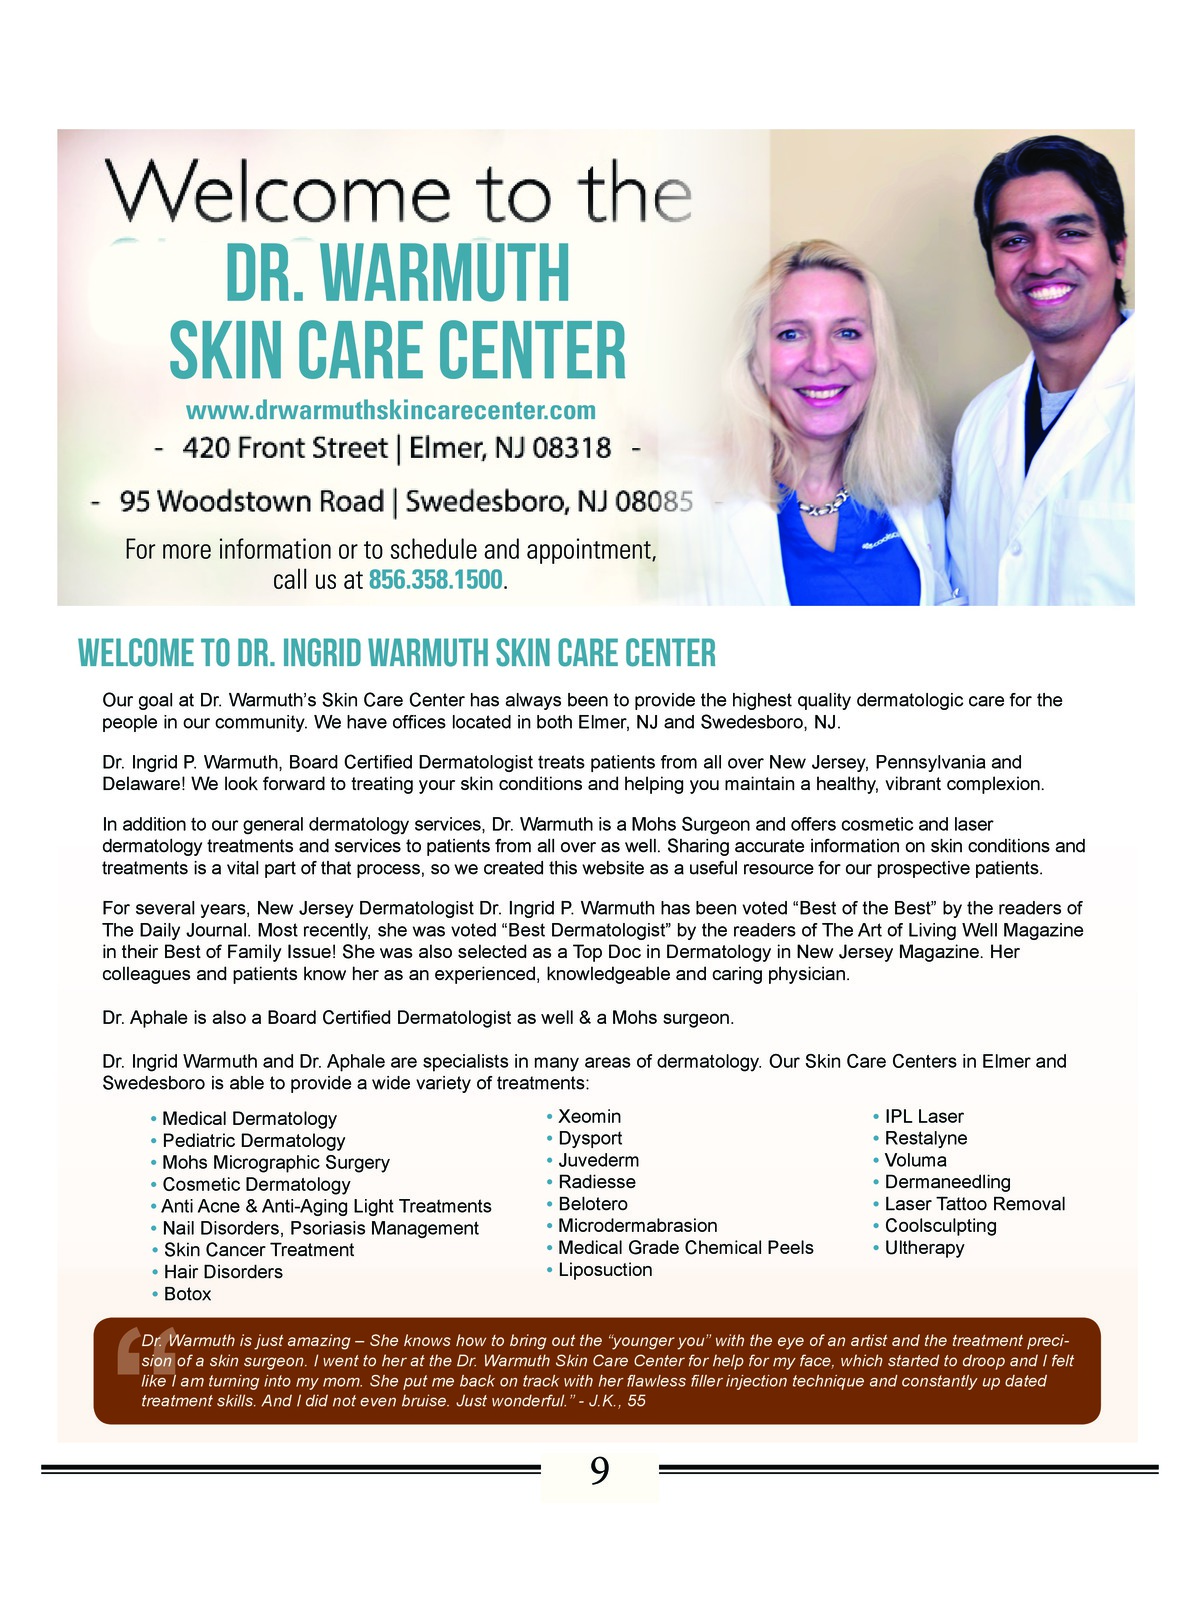 Welcome to the
DR. WARMUTH
SKIN CARE CENTER
www.drwarmuthskincarecenter.com
- 420 Front Street | Elmer, NJ 08318 -
- 95 Woodstown Road | Swedesboro, NJ 08085 -
For more information or to schedule and appointment,
call us at 856.358.1500.
WELCOME TO DR. INGRID WARMUTH SKIN CARE CENTER
Our goal at Dr. Warmuth’s Skin Care Center has always been to provide the highest quality dermatologic care for the
people in our community. We have offices located in both Elmer, NJ and Swedesboro, NJ.
Dr. Ingrid P. Warmuth, Board Certified Dermatologist treats patients from all over New Jersey, Pennsylvania and
Delaware! We look forward to treating your skin conditions and helping you maintain a healthy, vibrant complexion.
In addition to our general dermatology services, Dr. Warmuth is a Mohs Surgeon and offers cosmetic and laser
dermatology treatments and services to patients from all over as well. Sharing accurate information on skin conditions and
treatments is a vital part of that process, so we created this website as a useful resource for our prospective patients.
For several years, New Jersey Dermatologist Dr. Ingrid P. Warmuth has been voted “Best of the Best” by the readers of
The Daily Journal. Most recently, she was voted “Best Dermatologist” by the readers of The Art of Living Well Magazine
in their Best of Family Issue! She was also selected as a Top Doc in Dermatology in New Jersey Magazine. Her
colleagues and patients know her as an experienced, knowledgeable and caring physician.
Dr. Aphale is also a Board Certified Dermatologist as well & a Mohs surgeon.
Dr. Ingrid Warmuth and Dr. Aphale are specialists in many areas of dermatology. Our Skin Care Centers in Elmer and
Swedesboro is able to provide a wide variety of treatments:
• Medical Dermatology
• Pediatric Dermatology
• Mohs Micrographic Surgery
• Cosmetic Dermatology
• Anti Acne & Anti-Aging Light Treatments
• Nail Disorders, Psoriasis Management
• Skin Cancer Treatment
• Hair Disorders
• Botox
• Xeomin
• Dysport
• Juvederm
• Radiesse
• Belotero
• Microdermabrasion
• Medical Grade Chemical Peels
• Liposuction
• IPL Laser
• Restalyne
• Voluma
• Dermaneedling
• Laser Tattoo Removal
• Coolsculpting
• Ultherapy
“Dr. Warmuth is just amazing – She knows how to bring out the “younger you” with the eye of an artist and the treatment preci-
sion of a skin surgeon. I went to her at the Dr. Warmuth Skin Care Center for help for my face, which started to droop and I felt
like I am turning into my mom. She put me back on track with her flawless filler injection technique and constantly up dated
treatment skills. And I did not even bruise. Just wonderful.” - J.K., 55
9